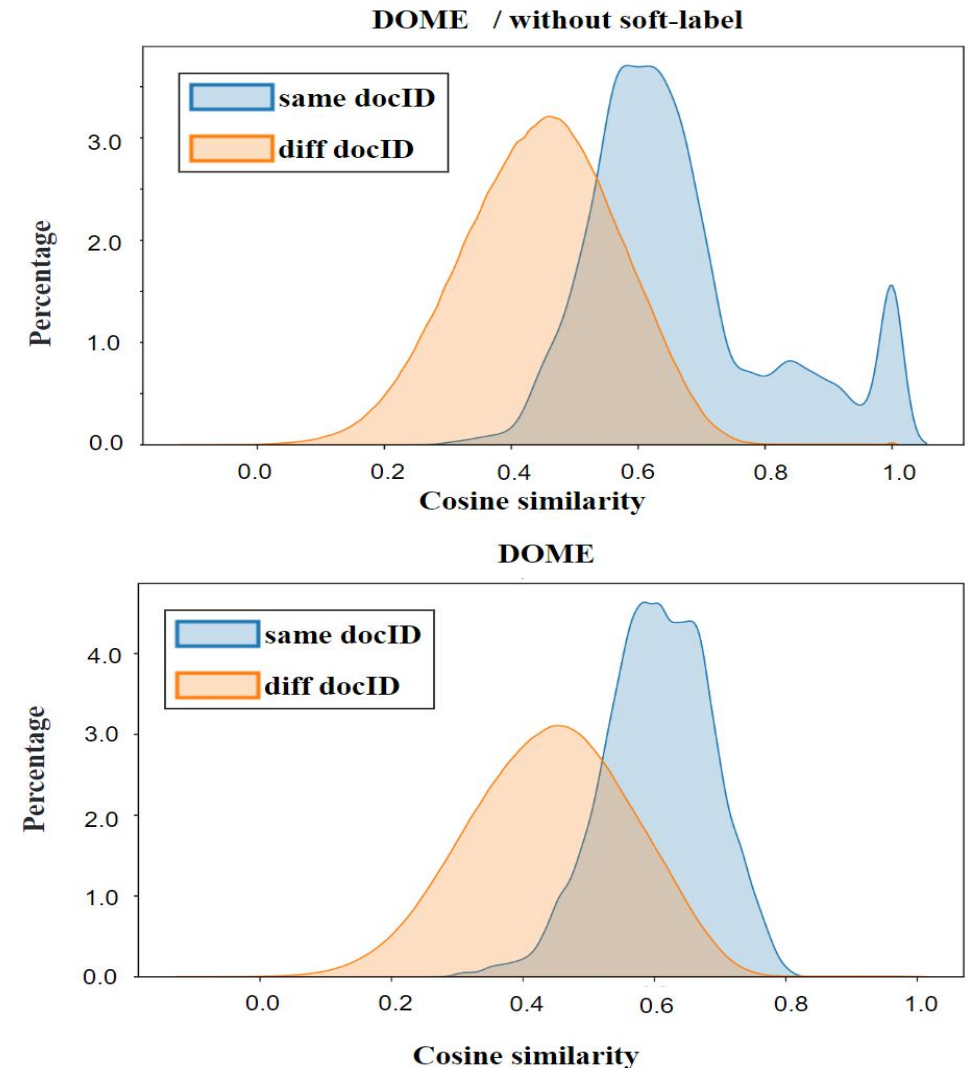 DOME / without soft-label
same docID
diff docID
Percentage
3.0
2.0
1.0
0.0
0.0 0.2 0.4 0.6 0.8 1.0
Cosine similarity
DOME
same docID
diff docID
Percentage
4.0
3.0
2.0
1.0
0.0
0.0 0.2 0.4 0.6 0.8 1.0
Cosine similarity